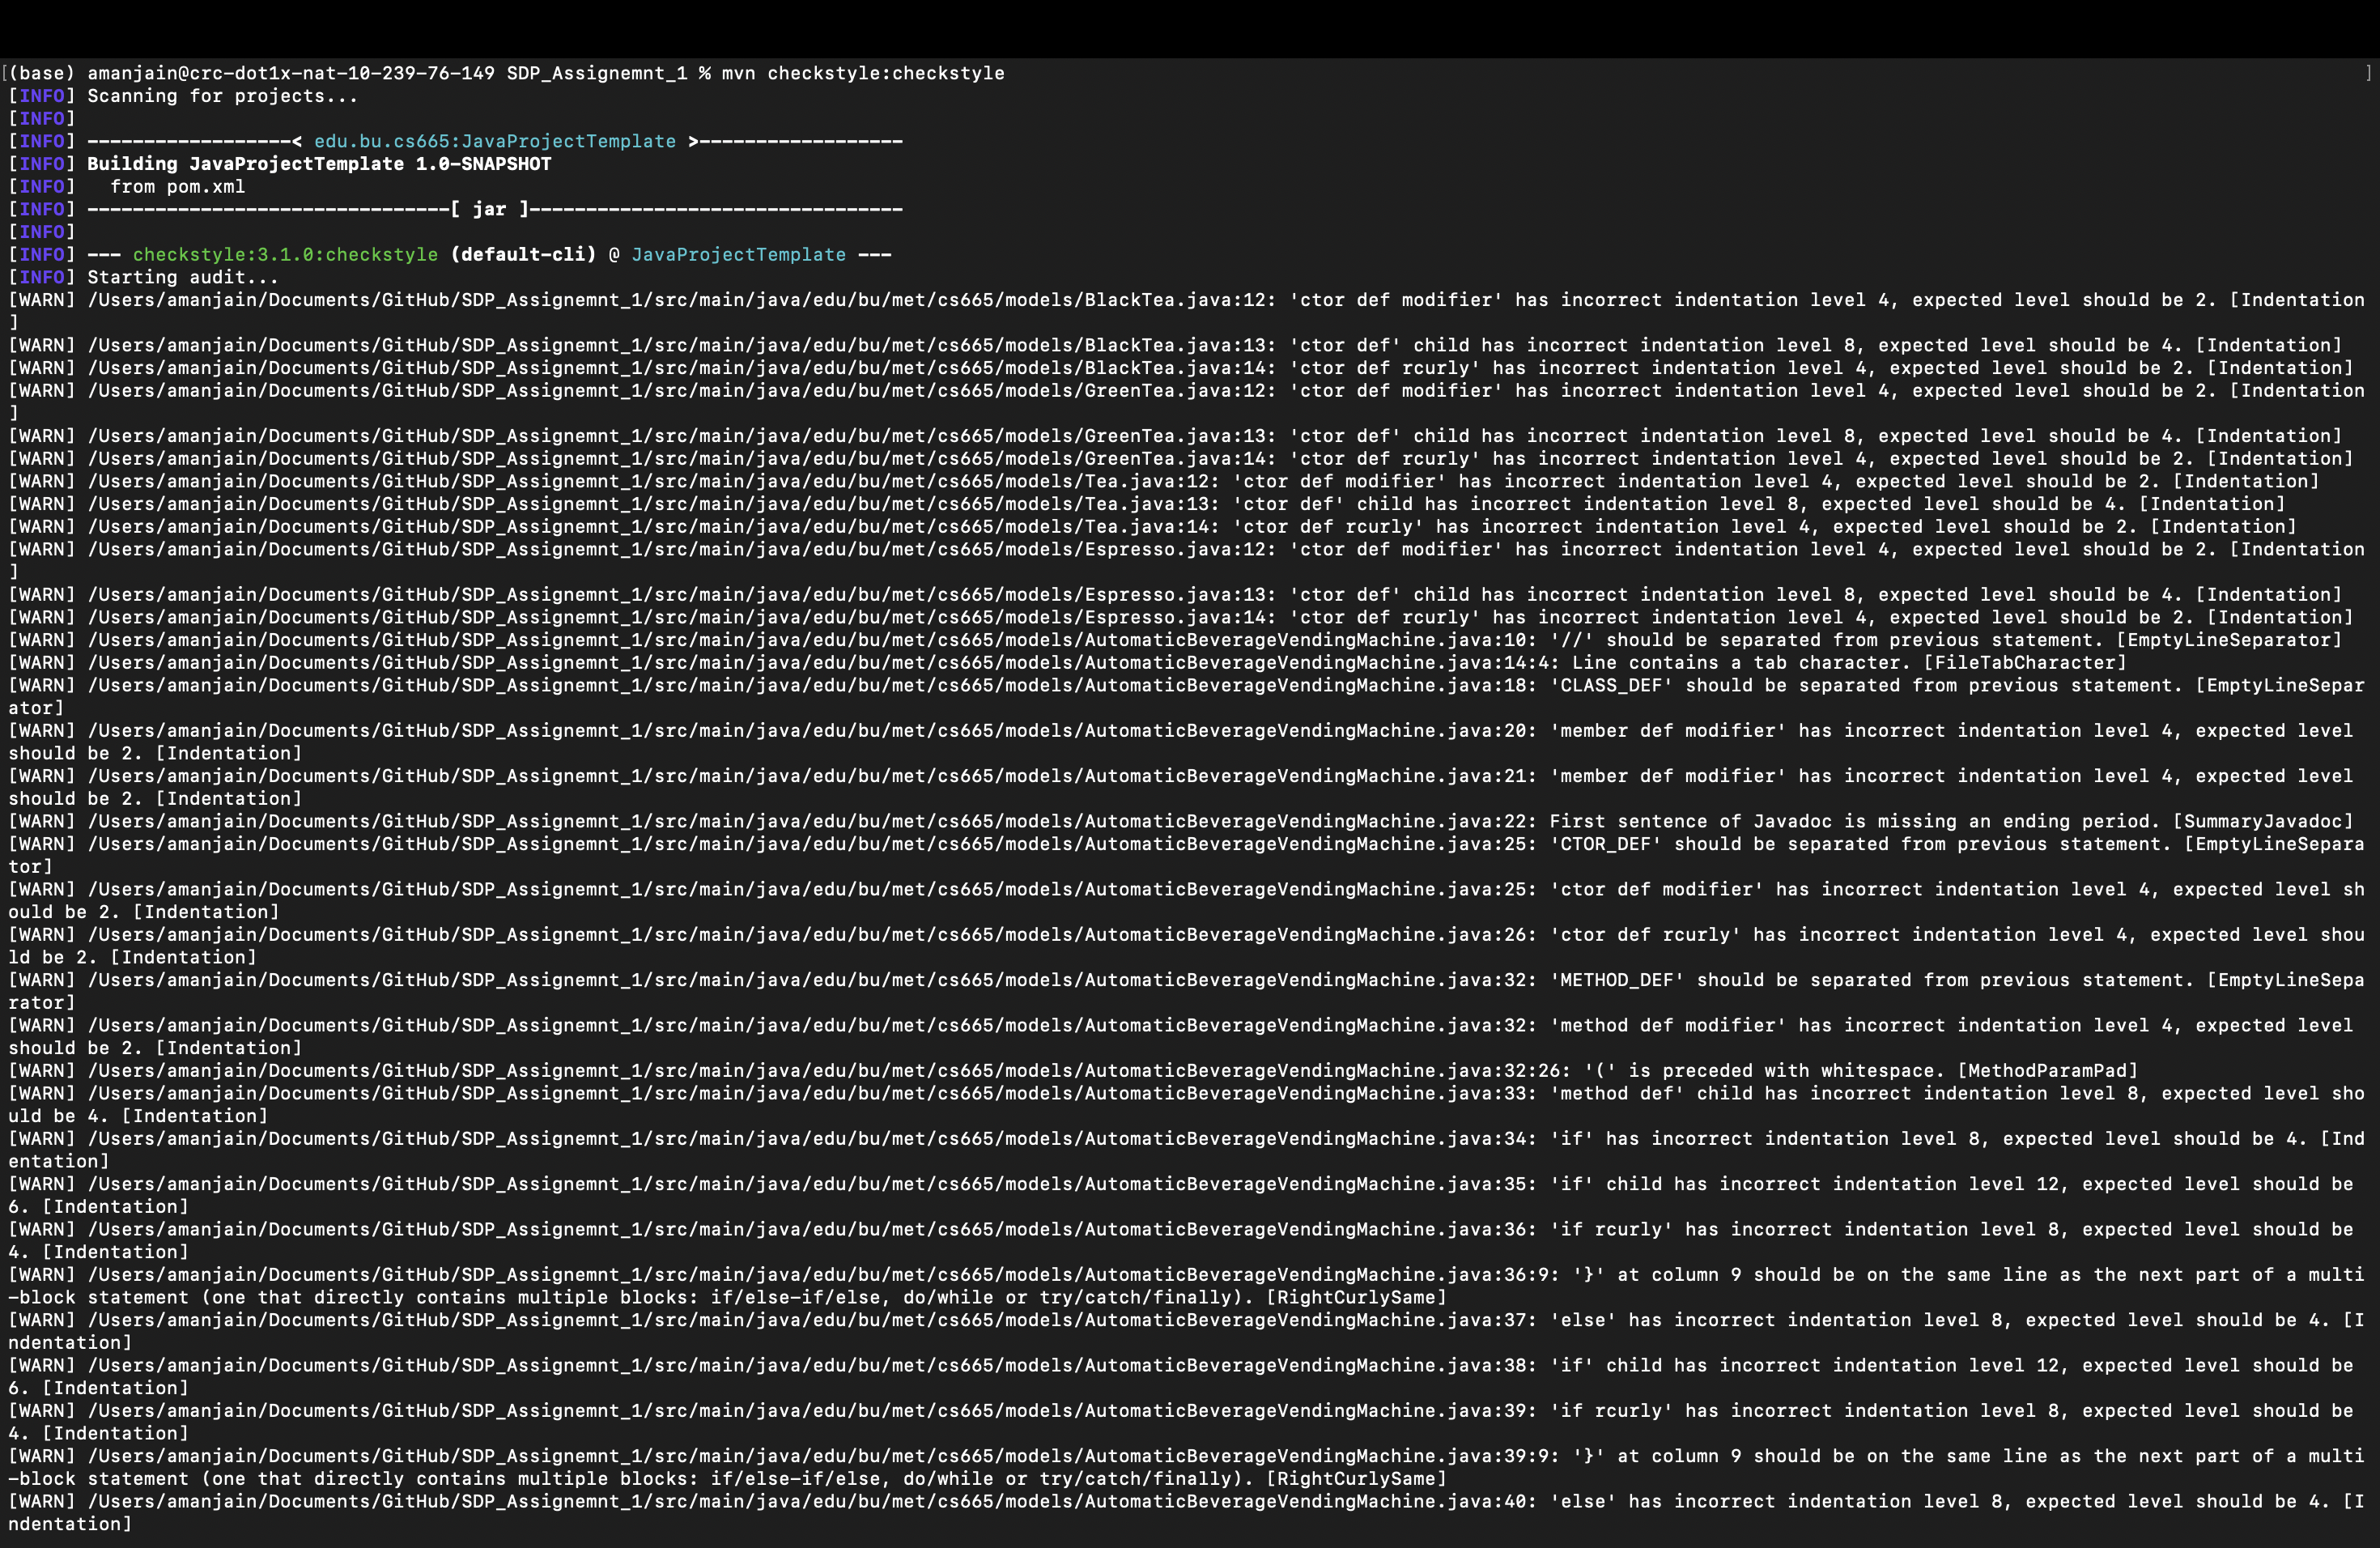 [(base) amanjain@crc-dot1x-nat-10-239-76-149 SDP_Assignemnt_1 % mvn checkstyle:checkstyle ]
[INFO] Scanning for projects...
[INFO]
[INFO] ------------------< edu.bu.cs665:JavaProjectTemplate >------------------
[INFO] Building JavaProjectTemplate 1.0-SNAPSHOT
[INFO]   from pom.xml
[INFO] --------------------------------[ jar ]---------------------------------
[INFO]
[INFO] --- checkstyle:3.1.0:checkstyle (default-cli) @ JavaProjectTemplate ---
[INFO] Starting audit...
[WARN] /Users/amanjain/Documents/GitHub/SDP_Assignemnt_1/src/main/java/edu/bu/met/cs665/models/BlackTea.java:12: 'ctor def modifier' has incorrect indentation level 4, expected level should be 2. [Indentation
]
[WARN] /Users/amanjain/Documents/GitHub/SDP_Assignemnt_1/src/main/java/edu/bu/met/cs665/models/BlackTea.java:13: 'ctor def' child has incorrect indentation level 8, expected level should be 4. [Indentation]
[WARN] /Users/amanjain/Documents/GitHub/SDP_Assignemnt_1/src/main/java/edu/bu/met/cs665/models/BlackTea.java:14: 'ctor def rcurly' has incorrect indentation level 4, expected level should be 2. [Indentation]
[WARN] /Users/amanjain/Documents/GitHub/SDP_Assignemnt_1/src/main/java/edu/bu/met/cs665/models/GreenTea.java:12: 'ctor def modifier' has incorrect indentation level 4, expected level should be 2. [Indentation
]
[WARN] /Users/amanjain/Documents/GitHub/SDP_Assignemnt_1/src/main/java/edu/bu/met/cs665/models/GreenTea.java:13: 'ctor def' child has incorrect indentation level 8, expected level should be 4. [Indentation]
[WARN] /Users/amanjain/Documents/GitHub/SDP_Assignemnt_1/src/main/java/edu/bu/met/cs665/models/GreenTea.java:14: 'ctor def rcurly' has incorrect indentation level 4, expected level should be 2. [Indentation]
[WARN] /Users/amanjain/Documents/GitHub/SDP_Assignemnt_1/src/main/java/edu/bu/met/cs665/models/Tea.java:12: 'ctor def modifier' has incorrect indentation level 4, expected level should be 2. [Indentation]
[WARN] /Users/amanjain/Documents/GitHub/SDP_Assignemnt_1/src/main/java/edu/bu/met/cs665/models/Tea.java:13: 'ctor def' child has incorrect indentation level 8, expected level should be 4. [Indentation]
[WARN] /Users/amanjain/Documents/GitHub/SDP_Assignemnt_1/src/main/java/edu/bu/met/cs665/models/Tea.java:14: 'ctor def rcurly' has incorrect indentation level 4, expected level should be 2. [Indentation]
[WARN] /Users/amanjain/Documents/GitHub/SDP_Assignemnt_1/src/main/java/edu/bu/met/cs665/models/Espresso.java:12: 'ctor def modifier' has incorrect indentation level 4, expected level should be 2. [Indentation
]
[WARN] /Users/amanjain/Documents/GitHub/SDP_Assignemnt_1/src/main/java/edu/bu/met/cs665/models/Espresso.java:13: 'ctor def' child has incorrect indentation level 8, expected level should be 4. [Indentation]
[WARN] /Users/amanjain/Documents/GitHub/SDP_Assignemnt_1/src/main/java/edu/bu/met/cs665/models/Espresso.java:14: 'ctor def rcurly' has incorrect indentation level 4, expected level should be 2. [Indentation]
[WARN] /Users/amanjain/Documents/GitHub/SDP_Assignemnt_1/src/main/java/edu/bu/met/cs665/models/AutomaticBeverageVendingMachine.java:10: '//' should be separated from previous statement. [EmptyLineSeparator]
[WARN] /Users/amanjain/Documents/GitHub/SDP_Assignemnt_1/src/main/java/edu/bu/met/cs665/models/AutomaticBeverageVendingMachine.java:14:4: Line contains a tab character. [FileTabCharacter]
[WARN] /Users/amanjain/Documents/GitHub/SDP_Assignemnt_1/src/main/java/edu/bu/met/cs665/models/AutomaticBeverageVendingMachine.java:18: 'CLASS_DEF' should be separated from previous statement. [EmptyLineSepar
ator]
[WARN] /Users/amanjain/Documents/GitHub/SDP_Assignemnt_1/src/main/java/edu/bu/met/cs665/models/AutomaticBeverageVendingMachine.java:20: 'member def modifier' has incorrect indentation level 4, expected level
should be 2. [Indentation]
[WARN] /Users/amanjain/Documents/GitHub/SDP_Assignemnt_1/src/main/java/edu/bu/met/cs665/models/AutomaticBeverageVendingMachine.java:21: 'member def modifier' has incorrect indentation level 4, expected level
should be 2. [Indentation]
[WARN] /Users/amanjain/Documents/GitHub/SDP_Assignemnt_1/src/main/java/edu/bu/met/cs665/models/AutomaticBeverageVendingMachine.java:22: First sentence of Javadoc is missing an ending period. [SummaryJavadoc]
[WARN] /Users/amanjain/Documents/GitHub/SDP_Assignemnt_1/src/main/java/edu/bu/met/cs665/models/AutomaticBeverageVendingMachine.java:25: 'CTOR_DEF' should be separated from previous statement. [EmptyLineSepara
tor]
[WARN] /Users/amanjain/Documents/GitHub/SDP_Assignemnt_1/src/main/java/edu/bu/met/cs665/models/AutomaticBeverageVendingMachine.java:25: 'ctor def modifier' has incorrect indentation level 4, expected level sh
ould be 2. [Indentation]
[WARN] /Users/amanjain/Documents/GitHub/SDP_Assignemnt_1/src/main/java/edu/bu/met/cs665/models/AutomaticBeverageVendingMachine.java:26: 'ctor def rcurly' has incorrect indentation level 4, expected level shou
ld be 2. [Indentation]
[WARN] /Users/amanjain/Documents/GitHub/SDP_Assignemnt_1/src/main/java/edu/bu/met/cs665/models/AutomaticBeverageVendingMachine.java:32: 'METHOD_DEF' should be separated from previous statement. [EmptyLineSepa
rator]
[WARN] /Users/amanjain/Documents/GitHub/SDP_Assignemnt_1/src/main/java/edu/bu/met/cs665/models/AutomaticBeverageVendingMachine.java:32: 'method def modifier' has incorrect indentation level 4, expected level
should be 2. [Indentation]
[WARN] /Users/amanjain/Documents/GitHub/SDP_Assignemnt_1/src/main/java/edu/bu/met/cs665/models/AutomaticBeverageVendingMachine.java:32:26: '(' is preceded with whitespace. [MethodParamPad]
[WARN] /Users/amanjain/Documents/GitHub/SDP_Assignemnt_1/src/main/java/edu/bu/met/cs665/models/AutomaticBeverageVendingMachine.java:33: 'method def' child has incorrect indentation level 8, expected level sho
uld be 4. [Indentation]
[WARN] /Users/amanjain/Documents/GitHub/SDP_Assignemnt_1/src/main/java/edu/bu/met/cs665/models/AutomaticBeverageVendingMachine.java:34: 'if' has incorrect indentation level 8, expected level should be 4. [Ind
entation]
[WARN] /Users/amanjain/Documents/GitHub/SDP_Assignemnt_1/src/main/java/edu/bu/met/cs665/models/AutomaticBeverageVendingMachine.java:35: 'if' child has incorrect indentation level 12, expected level should be
6. [Indentation]
[WARN] /Users/amanjain/Documents/GitHub/SDP_Assignemnt_1/src/main/java/edu/bu/met/cs665/models/AutomaticBeverageVendingMachine.java:36: 'if rcurly' has incorrect indentation level 8, expected level should be
4. [Indentation]
[WARN] /Users/amanjain/Documents/GitHub/SDP_Assignemnt_1/src/main/java/edu/bu/met/cs665/models/AutomaticBeverageVendingMachine.java:36:9: '}' at column 9 should be on the same line as the next part of a multi
-block statement (one that directly contains multiple blocks: if/else-if/else, do/while or try/catch/finally). [RightCurlySame]
[WARN] /Users/amanjain/Documents/GitHub/SDP_Assignemnt_1/src/main/java/edu/bu/met/cs665/models/AutomaticBeverageVendingMachine.java:37: 'else' has incorrect indentation level 8, expected level should be 4. [I
ndentation]
[WARN] /Users/amanjain/Documents/GitHub/SDP_Assignemnt_1/src/main/java/edu/bu/met/cs665/models/AutomaticBeverageVendingMachine.java:38: 'if' child has incorrect indentation level 12, expected level should be
6. [Indentation]
[WARN] /Users/amanjain/Documents/GitHub/SDP_Assignemnt_1/src/main/java/edu/bu/met/cs665/models/AutomaticBeverageVendingMachine.java:39: 'if rcurly' has incorrect indentation level 8, expected level should be
4. [Indentation]
[WARN] /Users/amanjain/Documents/GitHub/SDP_Assignemnt_1/src/main/java/edu/bu/met/cs665/models/AutomaticBeverageVendingMachine.java:39:9: '}' at column 9 should be on the same line as the next part of a multi
-block statement (one that directly contains multiple blocks: if/else-if/else, do/while or try/catch/finally). [RightCurlySame]
[WARN] /Users/amanjain/Documents/GitHub/SDP_Assignemnt_1/src/main/java/edu/bu/met/cs665/models/AutomaticBeverageVendingMachine.java:40: 'else' has incorrect indentation level 8, expected level should be 4. [I
ndentation]